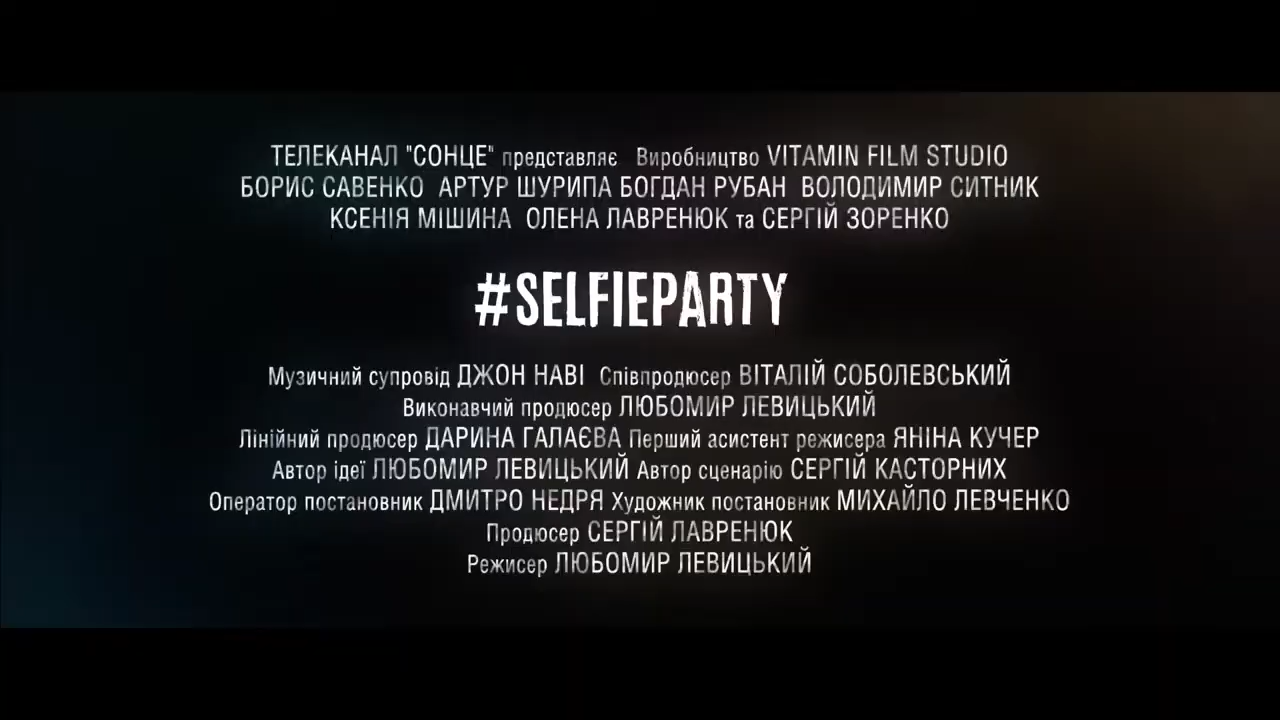 ТЕЛЕКАНАЛ "СОНЦЕ" представляє Виробництво VITAMIN FILM STUDIO
БОРИС САВЕНКО АРТУР ШУРИПА БОГДАН РУБАН ВОЛОДИМИР СИТНИК
КСЕНІЯ МІШИНА ОЛЕНА ЛАВРЕНЮК та СЕРГІЙ ЗОРЕНКО
#SELFIEPARTY
Музичний супровід ДЖОН НАВІ Співпродюсер ВІТАЛІЙ СОБОЛЕВСЬКИЙ
Виконавчий продюсер ЛЮБОМИР ЛЕВИЦЬКИЙ
Лінійний продюсер ДАРИНА ГАЛАЄВА Перший асистент режисера ЯНІНА КУЧЕР
Автор ідеї ЛЮБОМИР ЛЕВИЦЬКИЙ Автор сценарію СЕРГІЙ КАСТОРНИХ
Оператор постановник ДМИТРО НЕДРЯ Художник постановник МИХАЙЛО ЛЕВЧЕНКО
Продюсер СЕРГІЙ ЛАВРЕНЮК
Режисер ЛЮБОМИР ЛЕВИЦЬКИЙ